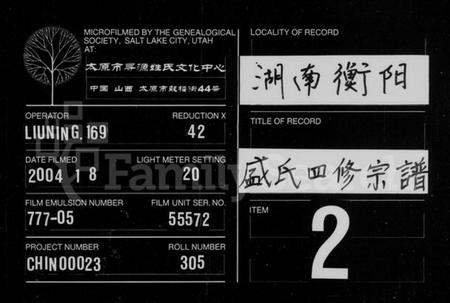 MICROFILMED BY THE GENEALOGICAL
SOCIETY, SALT LAKE CITY, UTAH
AT:
太原市寻源姓氏文化中心
中国 山西 太原市鼓楼街44号
OPERATOR
REDUCTION X
LIUNING, 169
42
DATE FILMED
LIGHT METER SETTING
2004 1 8
20
FILM EMULSION NUMBER
FILM UNIT SER. NO.
777-05
55572
PROJECT NUMBER
ROLL NUMBER
CHIN00023
305
LOCALITY OF RECORD
湖南衡阳
TITLE OF RECORD
盛氏四修宗譜
ITEM
2